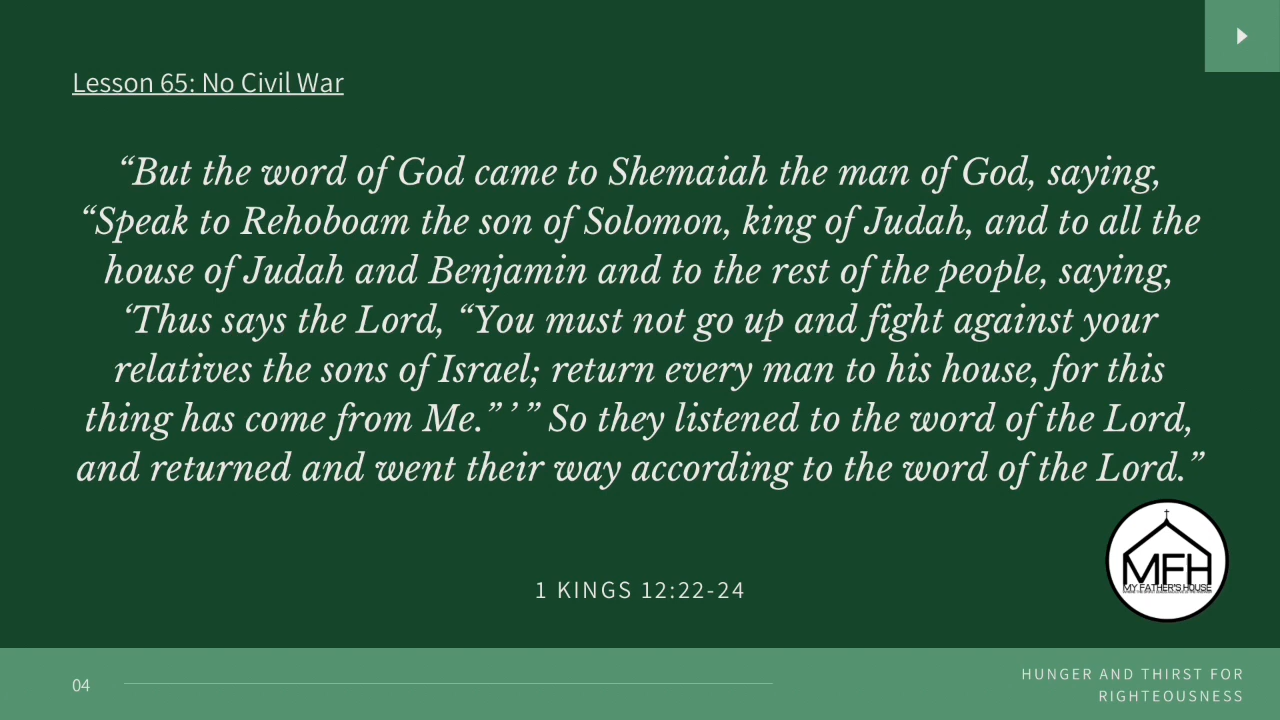 Lesson 65: No Civil War
“But the word of God came to Shemaiah the man of God, saying,
“Speak to Rehoboam the son of Solomon, king of Judah, and to all the
house of Judah and Benjamin and to the rest of the people, saying,
‘Thus says the Lord, “You must not go up and fight against your
relatives the sons of Israel; return every man to his house, for this
thing has come from Me.” ’ ” So they listened to the word of the Lord,
and returned and went their way according to the word of the Lord.”
1 KINGS 12:22-24
MFH
MY FATHER'S HOUSE
04
HUNGER AND THIRST FOR
RIGHTEOUSNESS